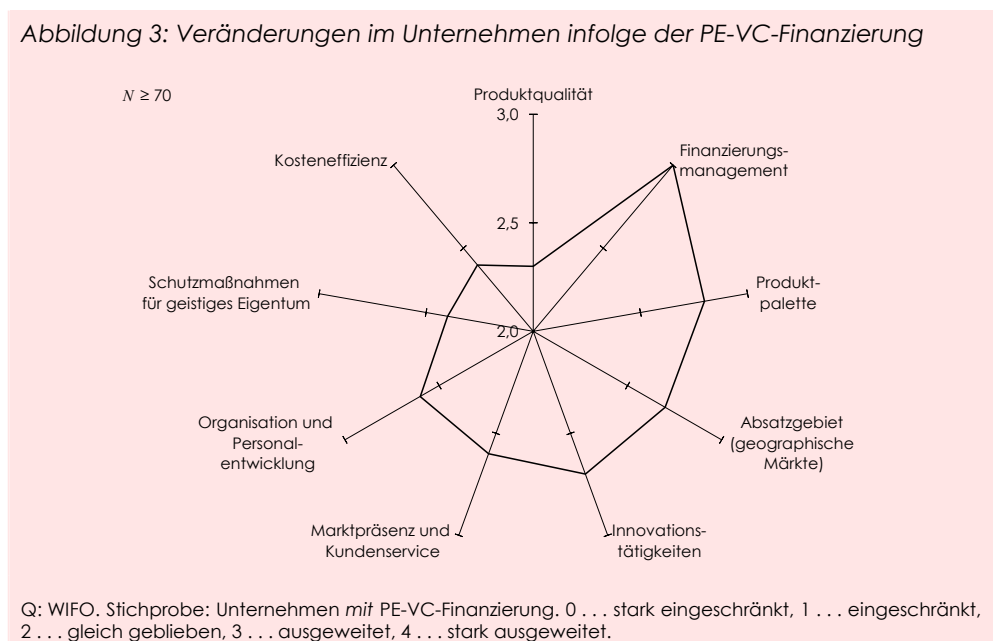 Abbildung 3: Veränderungen im Unternehmen infolge der PE-VC-Finanzierung
N ≥ 70
Produktqualität
3,0
Finanzierungs-
management
Kosteneffizienz
2,5
Schutzmaßnahmen
für geistiges Eigentum
Produkt-
palette
2,0
Organisation und
Personal-
entwicklung
Absatzgebiet
(geographische
Märkte)
Marktpräsenz und
Kundenservice
Innovations-
tätigkeiten
Q: WIFO. Stichprobe: Unternehmen mit PE-VC-Finanzierung. 0 . . . stark eingeschränkt, 1 . . . eingeschränkt,
2 . . . gleich geblieben, 3 . . . ausgeweitet, 4 . . . stark ausgeweitet.